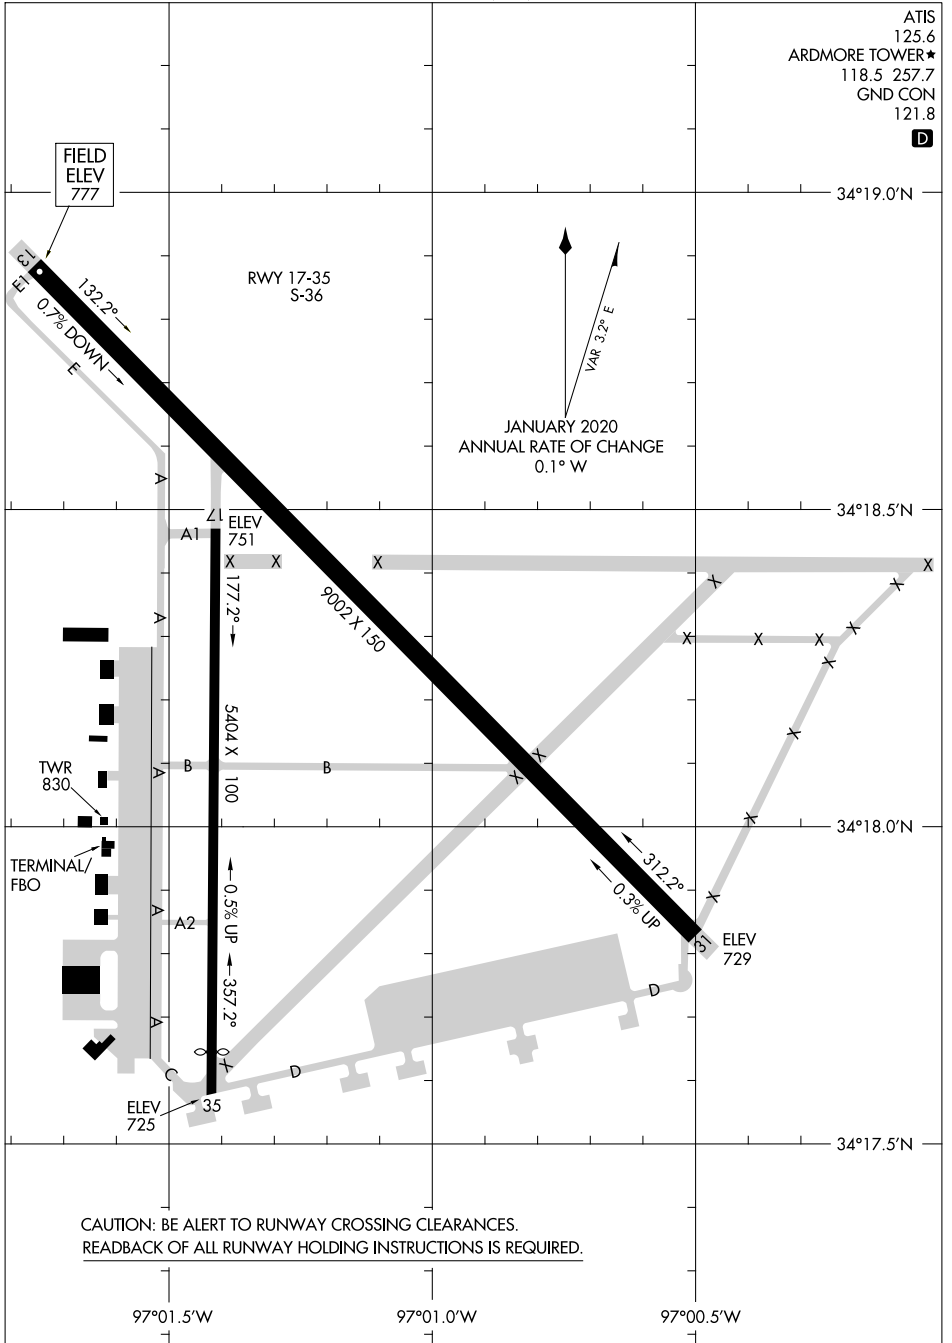 ATIS
125.6
ARDMORE TOWER★
118.5 257.7
GND CON
121.8
D
FIELD
ELEV
777
34°19.0'N
13
E1
132.2°
0.7% DOWN
E
RWY 17-35
S-36
VAR 3.2° E
JANUARY 2020
ANNUAL RATE OF CHANGE
0.1° W
A
34°18.5'N
17
ELEV
751
A1
X X X X
177.2°
9002 X 150
X
X
A
X X X X
X
5404 X 100
X
B
B
X
A
X
TWR
830
X
34°18.0'N
TERMINAL/
FBO
312.2°
0.3% UP
X
A
A2
0.5% UP
31
ELEV
729
357.2°
D
A
X
C
D
ELEV
725
35
34°17.5'N
CAUTION: BE ALERT TO RUNWAY CROSSING CLEARANCES.
READBACK OF ALL RUNWAY HOLDING INSTRUCTIONS IS REQUIRED.
97°01.5'W
97°01.0'W
97°00.5'W